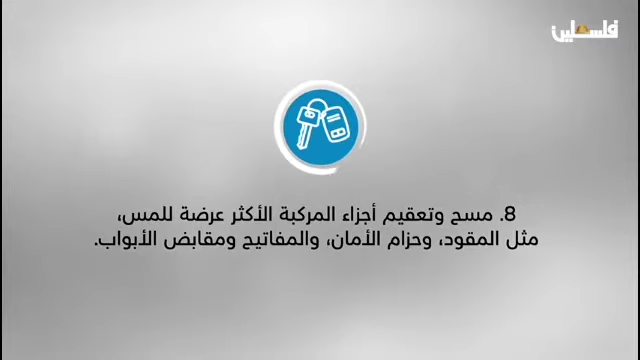 فلسطين
8. مسح وتعقيم أجزاء المركبة الأكثر عرضة للمس،
مثل المقود، وحزام الأمان، والمفاتيح ومقابض الأبواب.